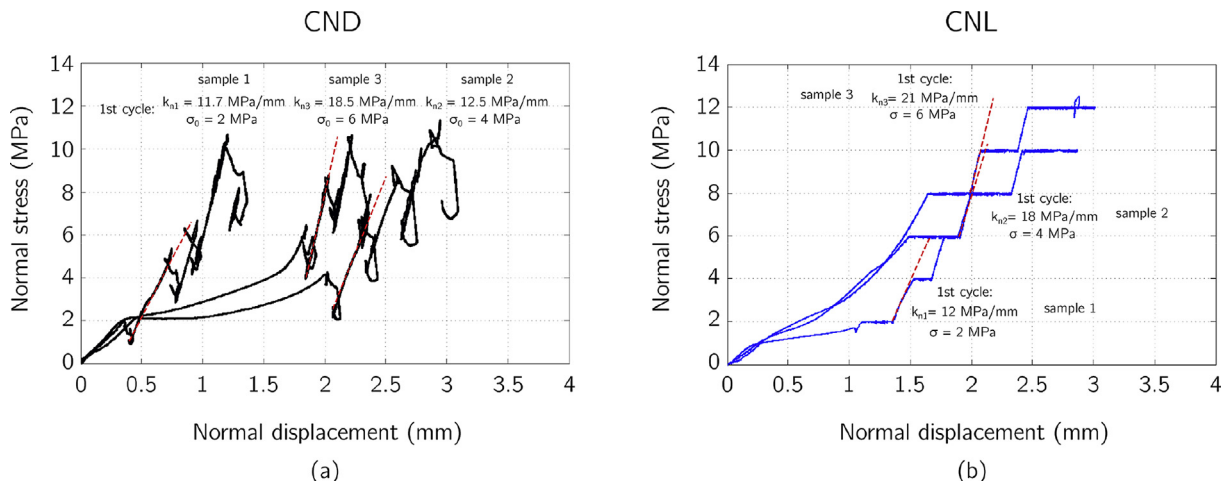 CND
14
12
10
8
6
4
2
0
Normal stress (MPa)
sample 1
sample 3
sample 2
1st cycle:
kn1 = 11.7 MPa/mm
kn3 = 18.5 MPa/mm
kn2 = 12.5 MPa/mm
σ0 = 2 MPa
σ0 = 6 MPa
σ0 = 4 MPa
0 0.5 1 1.5 2 2.5 3 3.5 4
Normal displacement (mm)
(a)
CNL
14
12
10
8
6
4
2
0
Normal stress (MPa)
sample 3
1st cycle:
kn3= 21 MPa/mm
σ = 6 MPa
1st cycle:
kn2= 18 MPa/mm
σ = 4 MPa
sample 2
1st cycle:
kn1= 12 MPa/mm
σ = 2 MPa
sample 1
0 0.5 1 1.5 2 2.5 3 3.5 4
Normal displacement (mm)
(b)